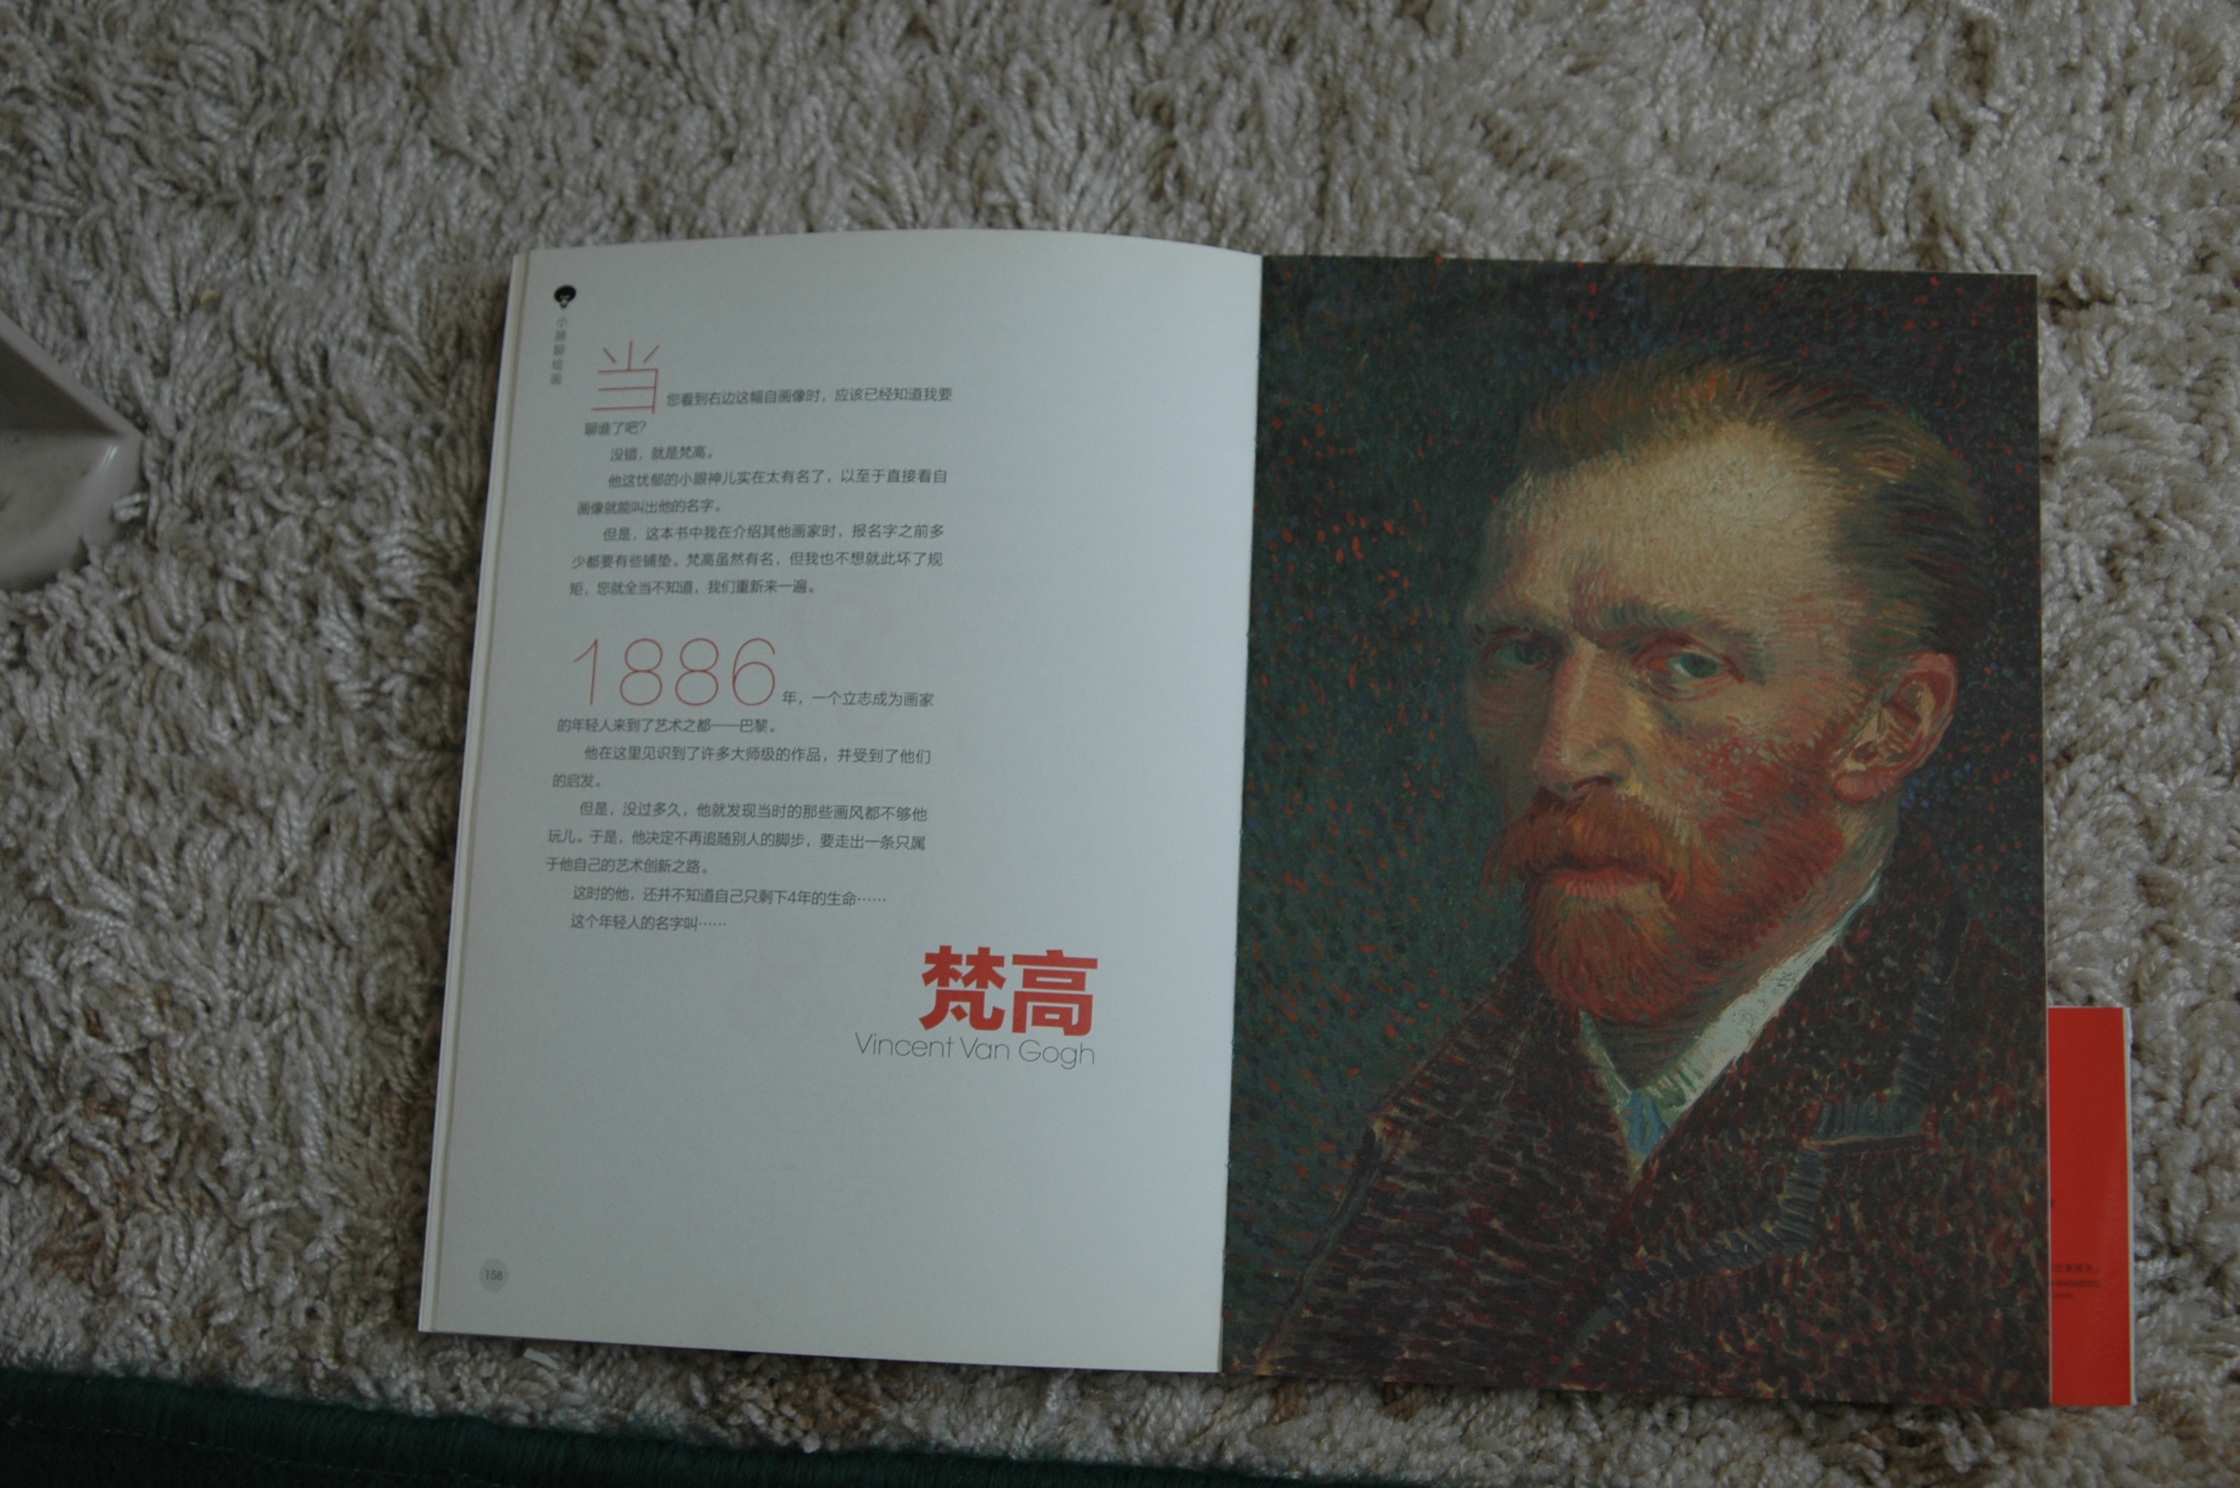 当您看到右边这幅自画像时，应该已经知道我要
聊谁了吧？
没错，就是梵高。
他这忧郁的小眼神儿实在太有名了，以至于直接看自
画像就能叫出他的名字。
但是，这本书中我在介绍其他画家时，报名字之前多
少都要有些铺垫。梵高虽然有名，但我也不想就此坏了规
矩，您就全当不知道，我们重新来一遍。
1886年，一个立志成为画家
的年轻人来到了艺术之都——巴黎。
他在这里见识到了许多大师级的作品，并受到了他们
的启发。
但是，没过多久，他就发现当时的那些画风都不够他
玩儿。于是，他决定不再追随别人的脚步，要走出一条只属
于他自己的艺术创新之路。
这时的他，还并不知道自己只剩下4年的生命……
这个年轻人的名字叫……
梵高
Vincent Van Gogh
158